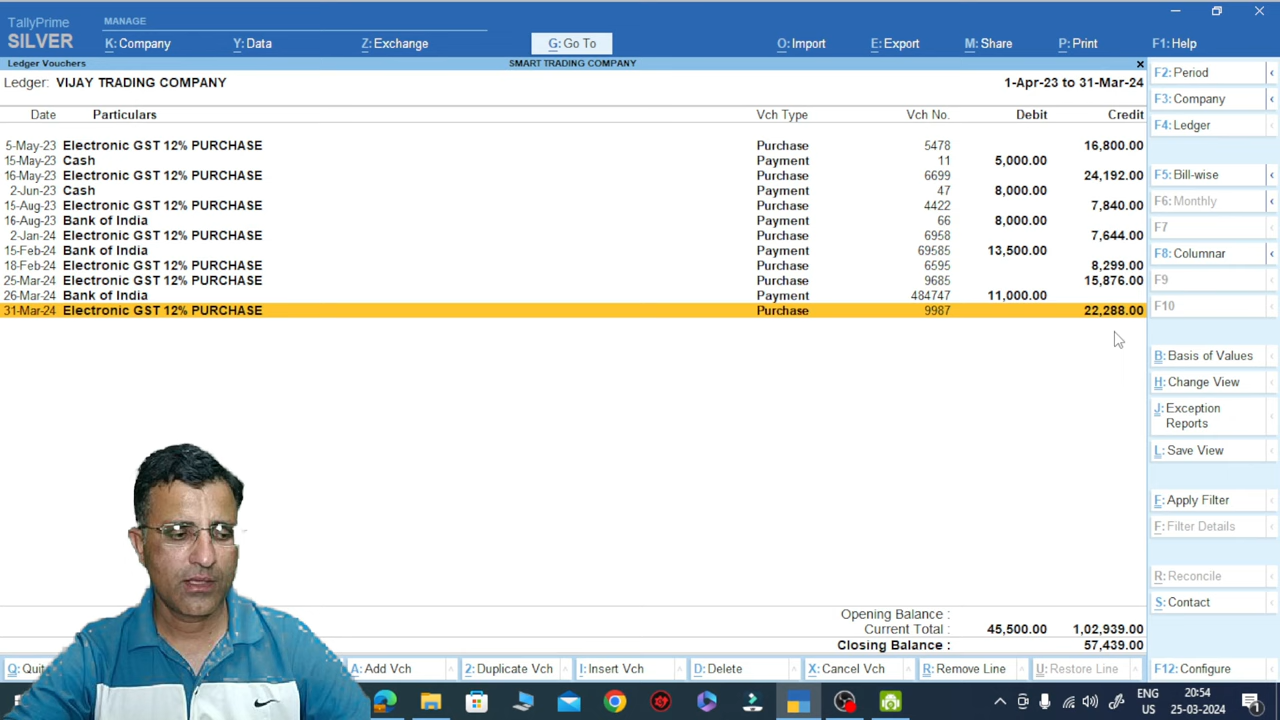 TallyPrime
SILVER
MANAGE
K: Company
Y: Data
Z: Exchange
G: Go To
O: Import
E: Export
M: Share
P: Print
F1: Help
Ledger Vouchers SMART TRADING COMPANY x
Ledger: VIJAY TRADING COMPANY 1-Apr-23 to 31-Mar-24
Date Particulars Vch Type Vch No. Debit Credit
5-May-23 Electronic GST 12% PURCHASE Purchase 5478 16,800.00
15-May-23 Cash Payment 11 5,000.00
16-May-23 Electronic GST 12% PURCHASE Purchase 6699 24,192.00
2-Jun-23 Cash Payment 47 8,000.00
15-Aug-23 Electronic GST 12% PURCHASE Purchase 4422 7,840.00
16-Aug-23 Bank of India Payment 66 8,000.00
2-Jan-24 Electronic GST 12% PURCHASE Purchase 6958 7,644.00
15-Feb-24 Bank of India Payment 69585 13,500.00
18-Feb-24 Electronic GST 12% PURCHASE Purchase 6595 8,299.00
25-Mar-24 Electronic GST 12% PURCHASE Purchase 9685 15,876.00
26-Mar-24 Bank of India Payment 484747 11,000.00
31-Mar-24 Electronic GST 12% PURCHASE Purchase 9987 22,288.00
Opening Balance :
Current Total : 45,500.00 1,02,939.00
Closing Balance : 57,439.00
F2: Period
F3: Company
F4: Ledger
F5: Bill-wise
F6: Monthly
F7
F8: Columnar
F9
F10
B: Basis of Values
H: Change View
J: Exception
Reports
L: Save View
F: Apply Filter
F: Filter Details
R: Reconcile
S: Contact
Q: Quit
A: Add Vch
2: Duplicate Vch
I: Insert Vch
D: Delete
X: Cancel Vch
R: Remove Line
U: Restore Line
F12: Configure
ENG
US
20:54
25-03-2024
1